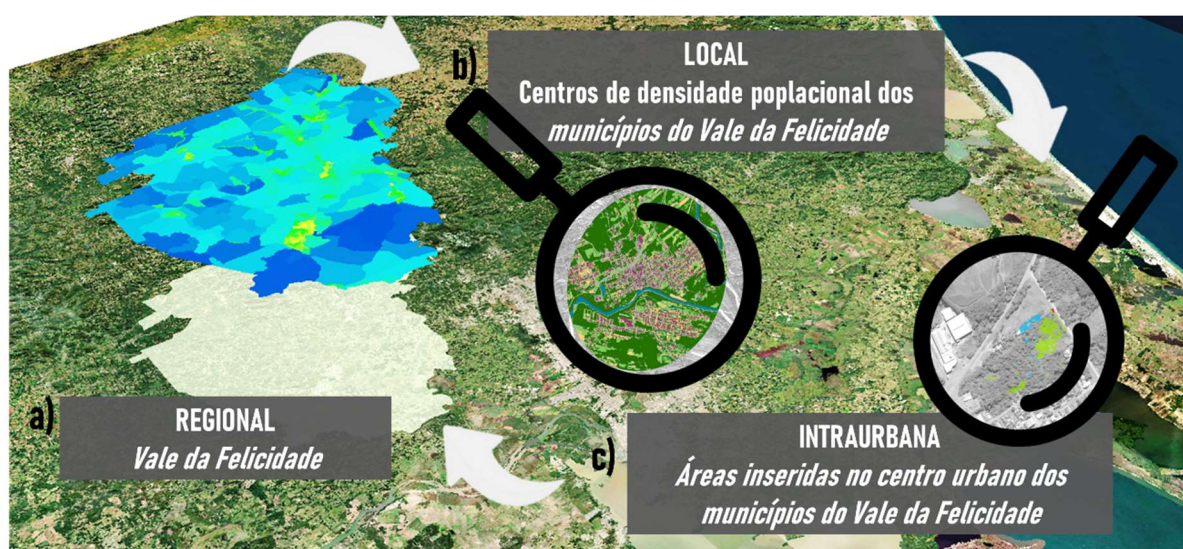 a)
REGIONAL
Vale da Felicidade
b)
LOCAL
Centros de densidade poplacional dos
municípios do Vale da Felicidade
c)
INTRAURBANA
Áreas inseridas no centro urbano dos
municípios do Vale da Felicidade